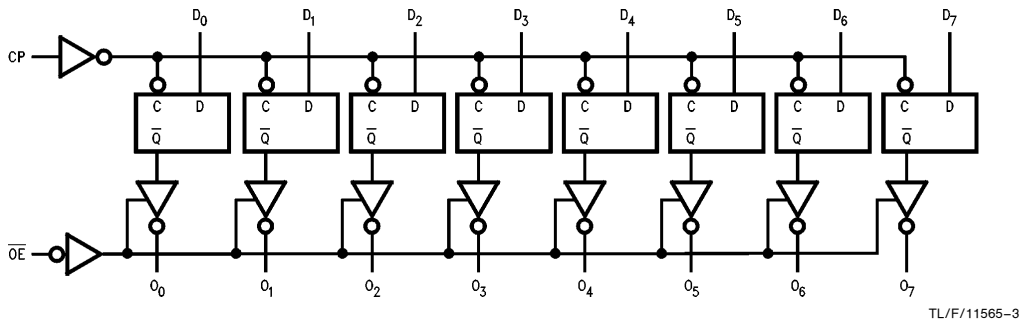 D₀ D₁ D₂ D₃ D₄ D₅ D₆ D₇
CP
C D C D C D C D C D C D C D C D
Q̅ Q̅ Q̅ Q̅ Q̅ Q̅ Q̅ Q̅
O̅E̅
O₀ O₁ O₂ O₃ O₄ O₅ O₆ O₇
TL/F/11565–3